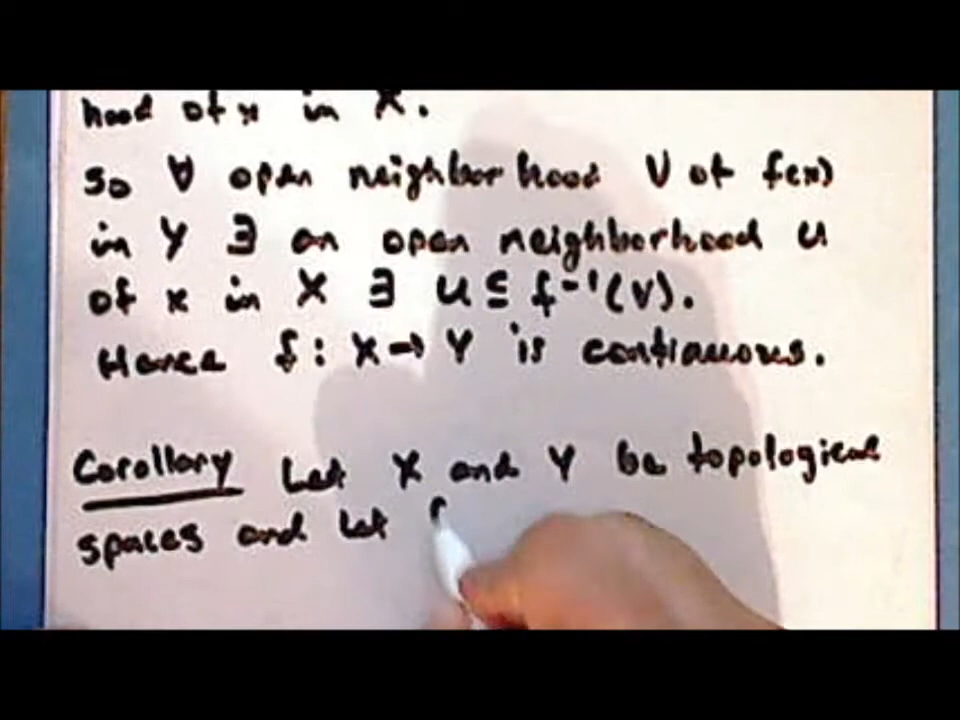 hood of x in X.
So ∀ open neighborhood V of f(x)
in Y ∃ an open neighborhood U
of x in X ∋ U ⊆ f⁻¹(V).
Hence f : X → Y is continuous.
Corollary Let X and Y be topological
spaces and let